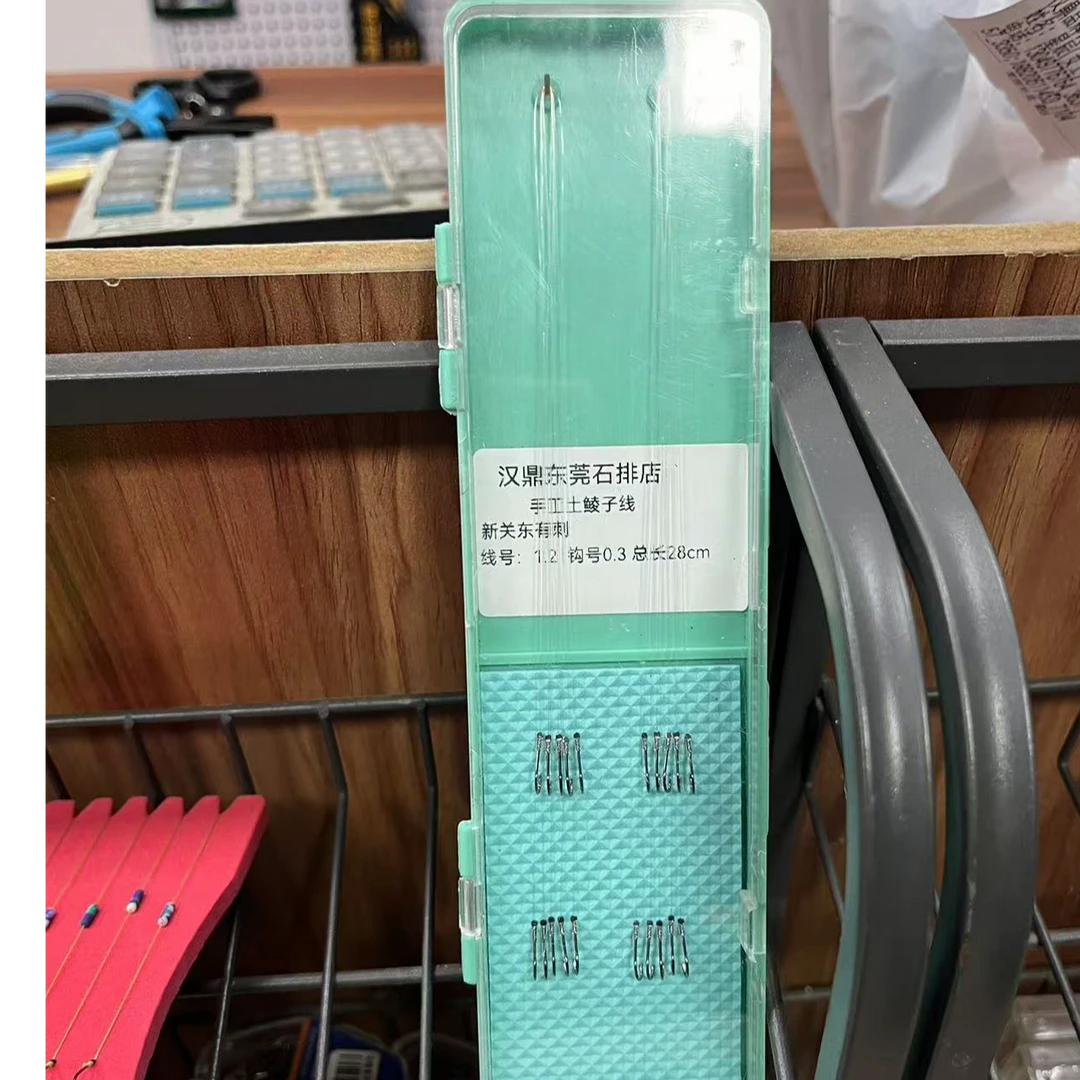 汉鼎东莞石排店
手工土鲮子线
新关东有刺
线号：1.2 钩号0.3 总长28cm